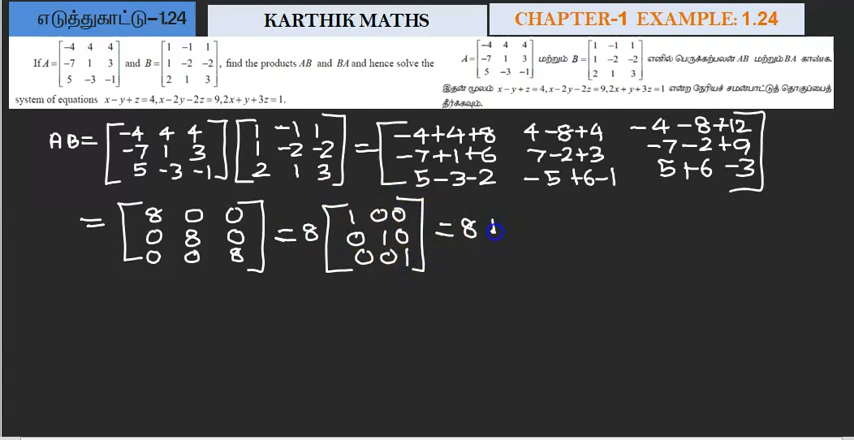 எடுத்துகாட்டு–1.24
KARTHIK MATHS
CHAPTER-1 EXAMPLE: 1.24
If A = [ -4 4 4 ; -7 1 3 ; 5 -3 -1 ] and B = [ 1 -1 1 ; 1 -2 -2 ; 2 1 3 ], find the products AB and BA and hence solve the
system of equations x - y + z = 4, x - 2y - 2z = 9, 2x + y + 3z = 1.
A = [ -4 4 4 ; -7 1 3 ; 5 -3 -1 ] மற்றும் B = [ 1 -1 1 ; 1 -2 -2 ; 2 1 3 ] எனில் பெருக்கற்பலன் AB மற்றும் BA காண்க.
இதன் மூலம் x - y + z = 4, x - 2y - 2z = 9, 2x + y + 3z = 1 என்ற நேரியச் சமன்பாட்டுத் தொகுப்பைத்
தீர்க்கவும்.
AB = [ -4 4 4 ; -7 1 3 ; 5 -3 -1 ] [ 1 -1 1 ; 1 -2 -2 ; 2 1 3 ] = [ -4+4+8 4-8+4 -4-8+12 ; -7+1+6 7-2+3 -7-2+9 ; 5-3-2 -5+6-1 5+6-3 ]
= [ 8 0 0 ; 0 8 0 ; 0 0 8 ] = 8 [ 1 0 0 ; 0 1 0 ; 0 0 1 ] = 8